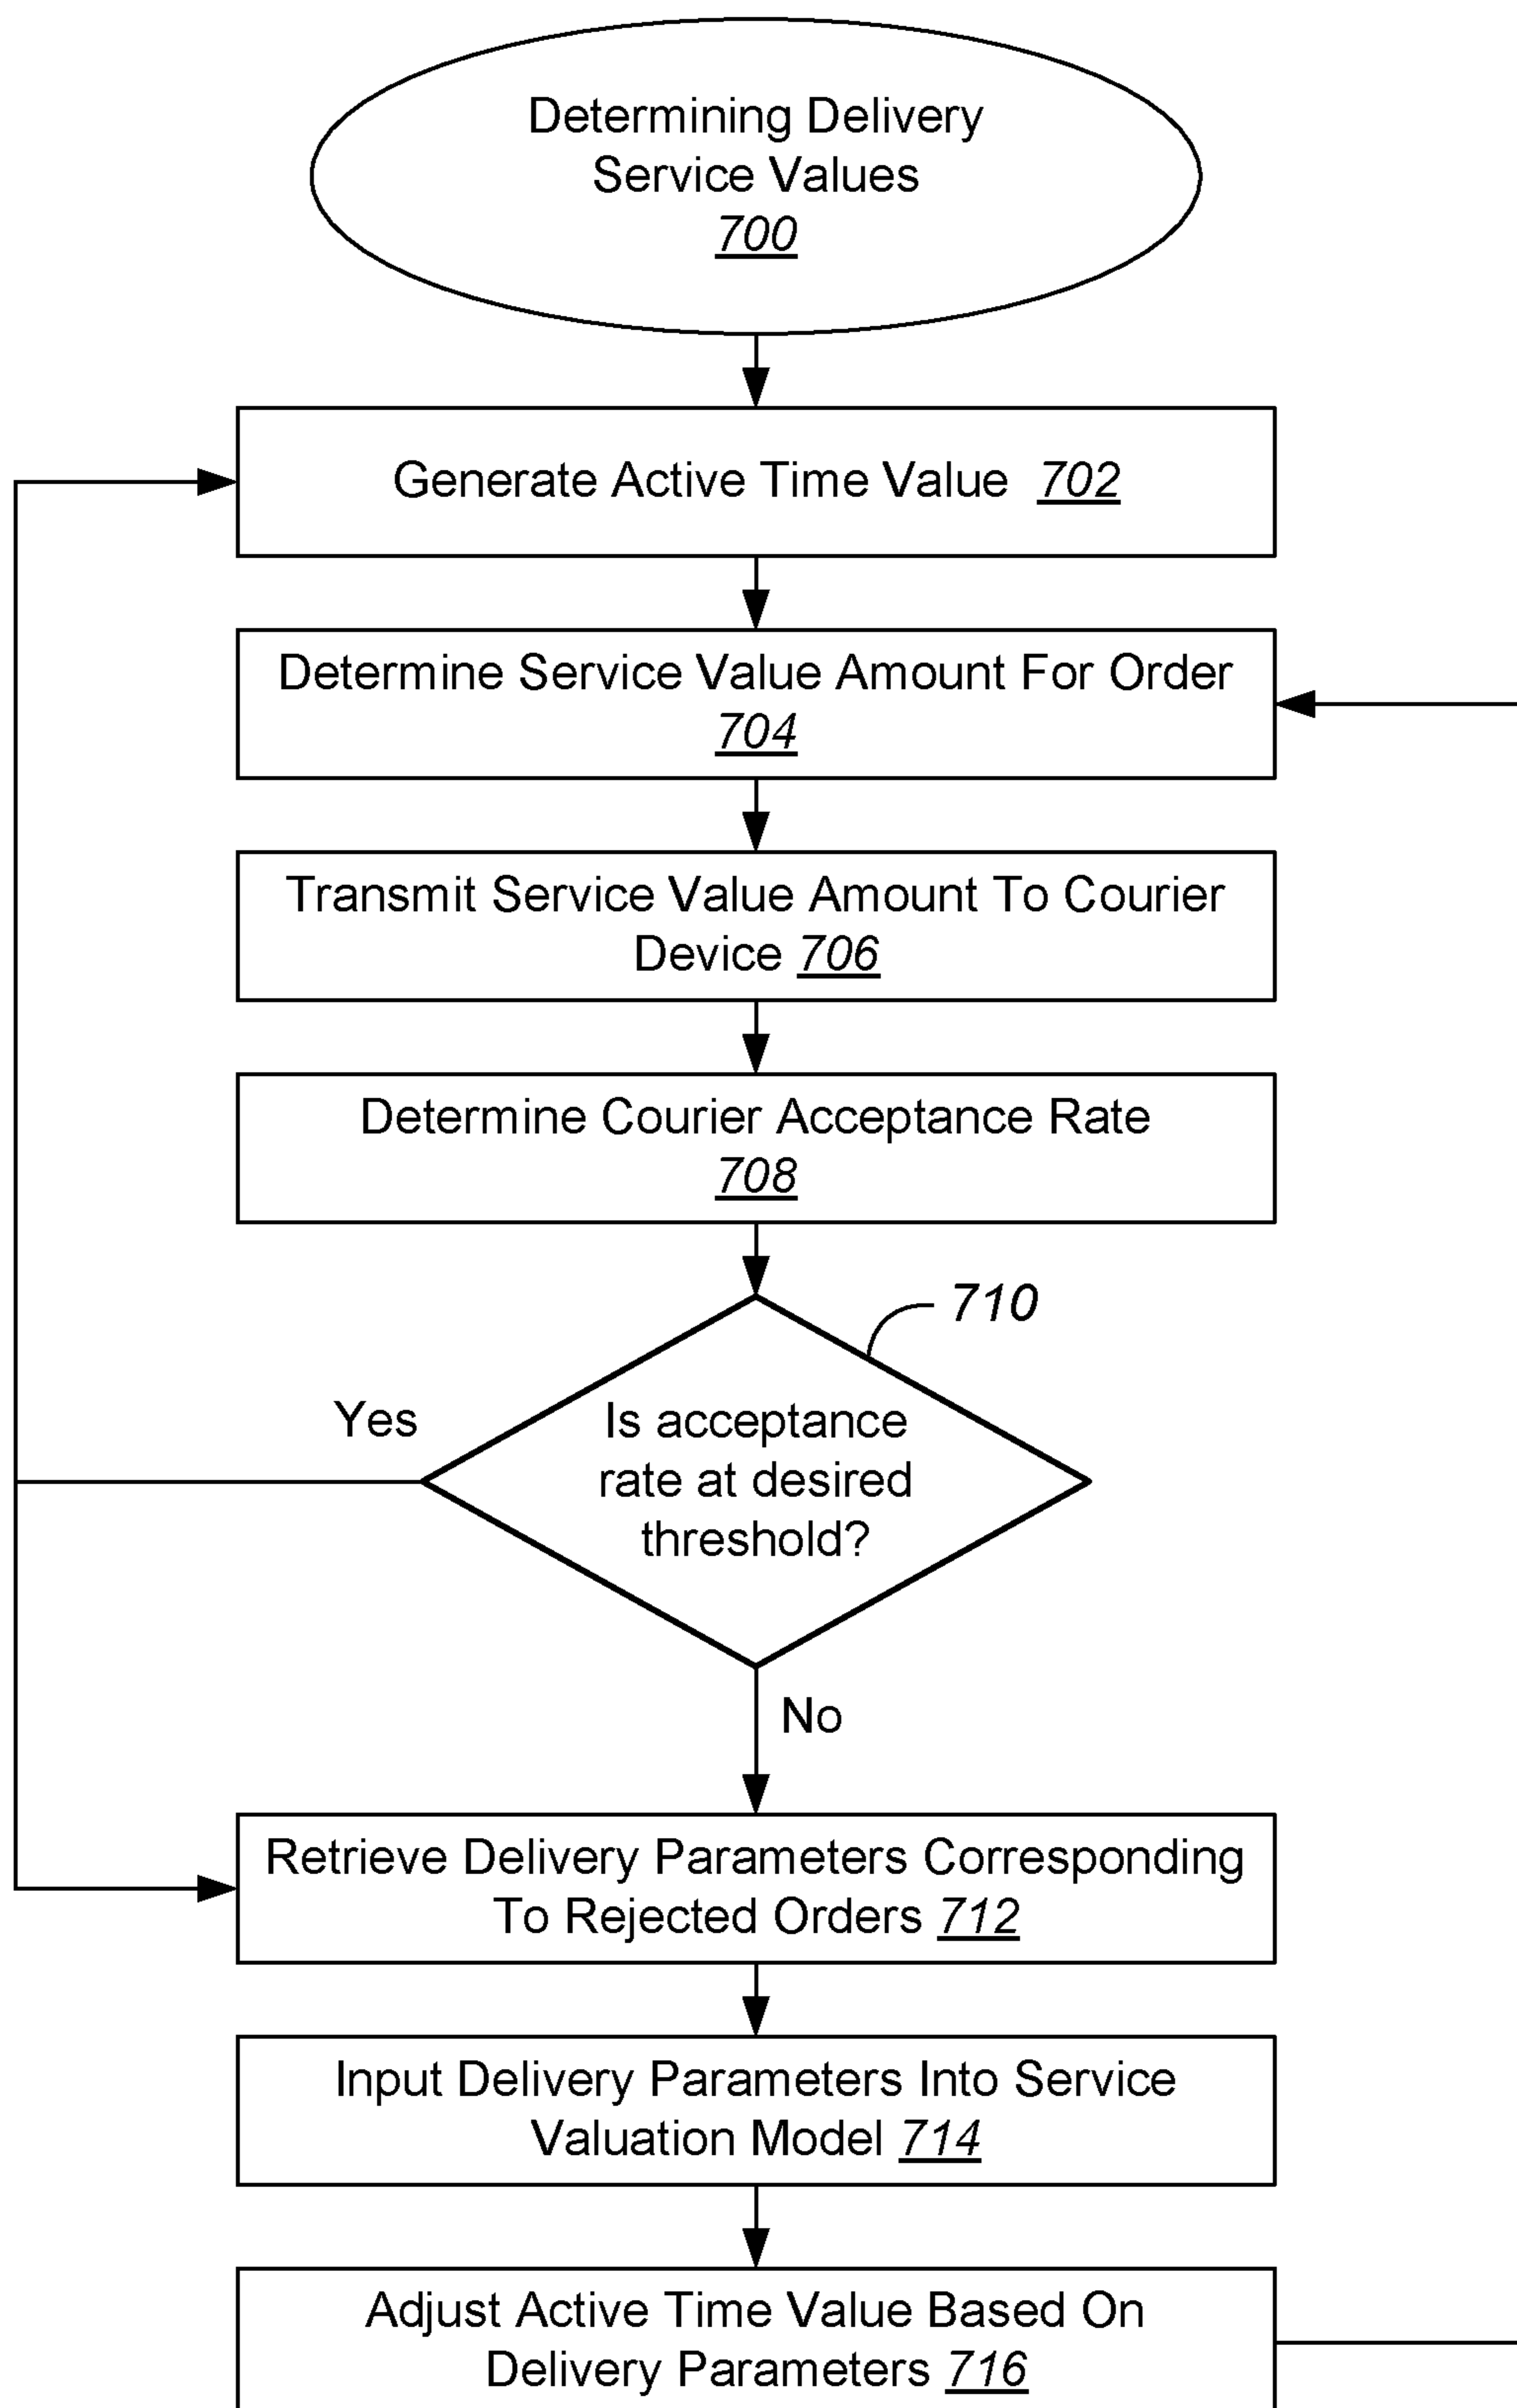 Determining Delivery
Service Values
700
Generate Active Time Value 702
Determine Service Value Amount For Order
704
Transmit Service Value Amount To Courier
Device 706
Determine Courier Acceptance Rate
708
710
Yes
Is acceptance
rate at desired
threshold?
No
Retrieve Delivery Parameters Corresponding
To Rejected Orders 712
Input Delivery Parameters Into Service
Valuation Model 714
Adjust Active Time Value Based On
Delivery Parameters 716